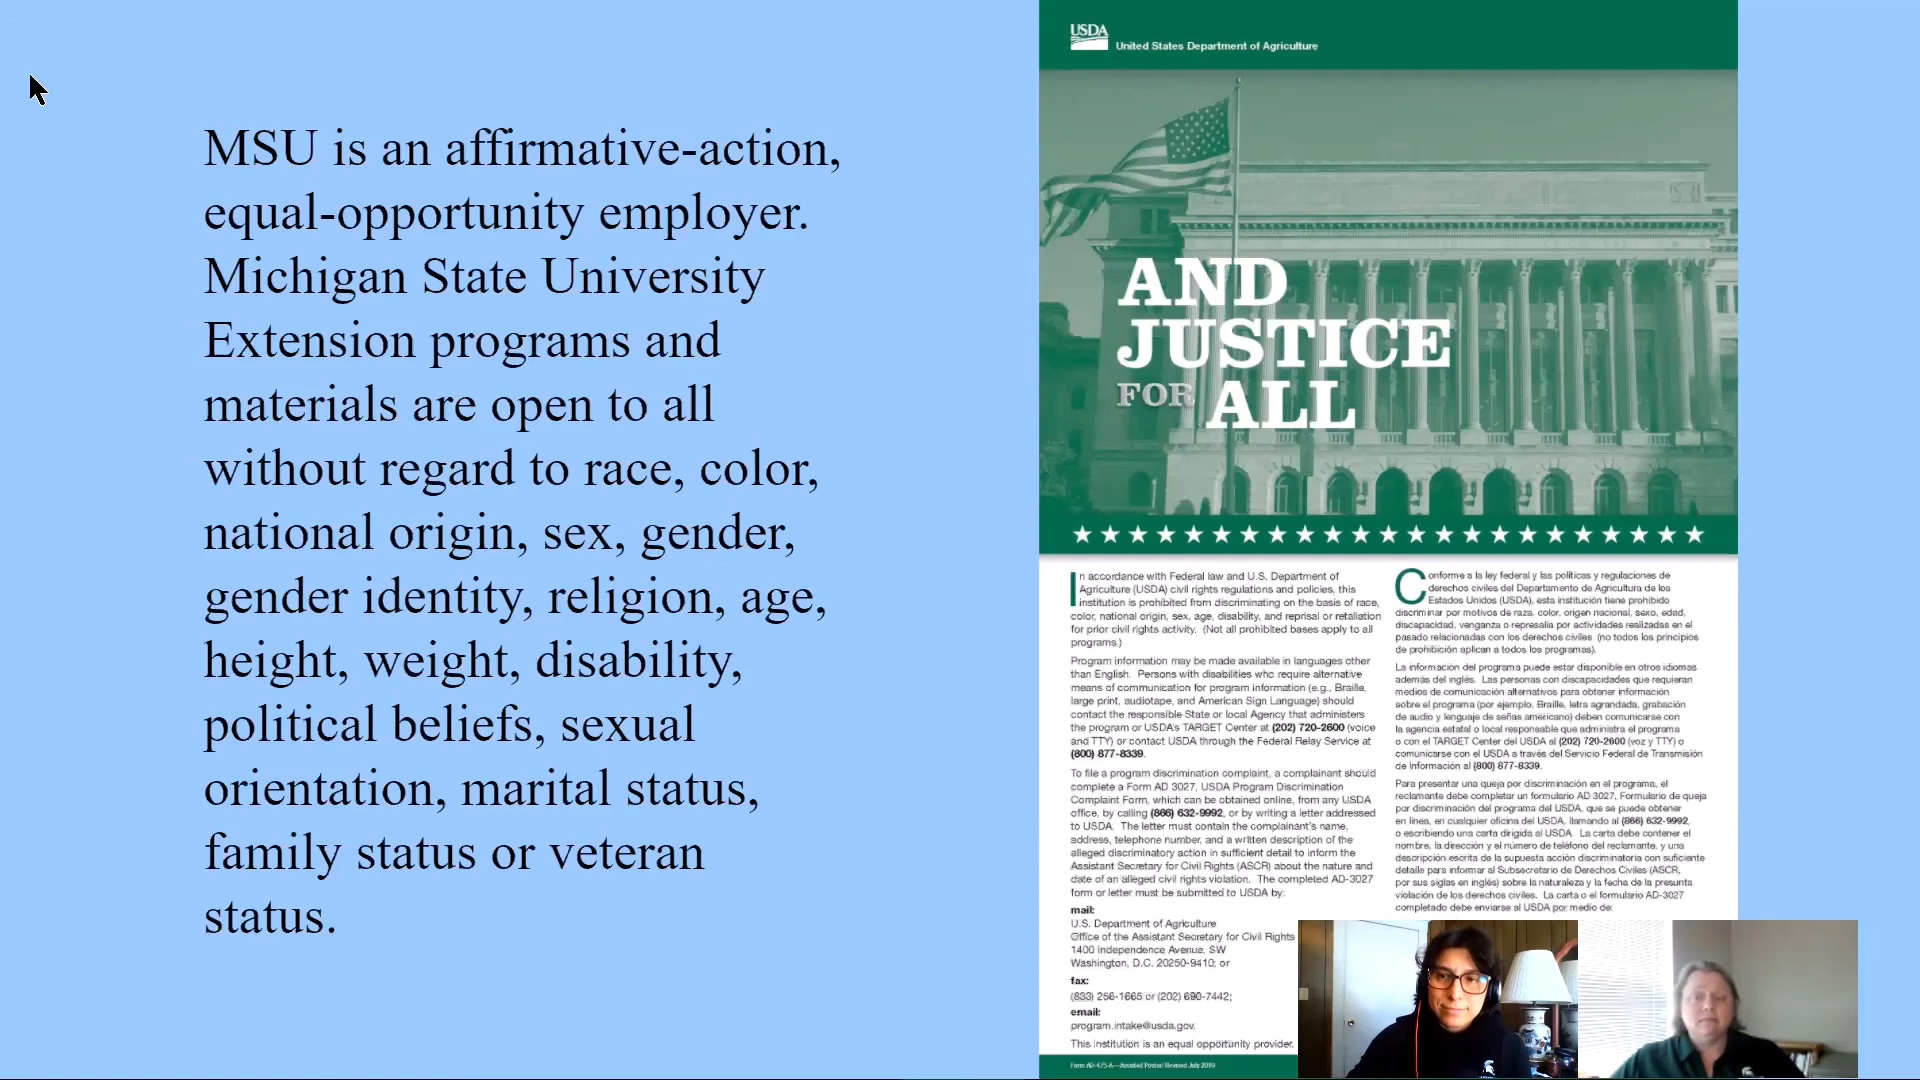 MSU is an affirmative-action,
equal-opportunity employer.
Michigan State University
Extension programs and
materials are open to all
without regard to race, color,
national origin, sex, gender,
gender identity, religion, age,
height, weight, disability,
political beliefs, sexual
orientation, marital status,
family status or veteran
status.
USDA
United States Department of Agriculture
AND
JUSTICE
FOR ALL
In accordance with Federal law and U.S. Department of
Agriculture (USDA) civil rights regulations and policies, this
institution is prohibited from discriminating on the basis of race,
color, national origin, sex, age, disability, and reprisal or retaliation
for prior civil rights activity. (Not all prohibited bases apply to all
programs.)
Program information may be made available in languages other
than English. Persons with disabilities who require alternative
means of communication for program information (e.g., Braille,
large print, audiotape, and American Sign Language) should
contact the responsible State or local Agency that administers
the program or USDA's TARGET Center at (202) 720-2600 (voice
and TTY) or contact USDA through the Federal Relay Service at
(800) 877-8339.
To file a program discrimination complaint, a complainant should
complete a Form AD 3027, USDA Program Discrimination
Complaint Form, which can be obtained online, from any USDA
office, by calling (866) 632-9992, or by writing a letter addressed
to USDA. The letter must contain the complainant's name,
address, telephone number, and a written description of the
alleged discriminatory action in sufficient detail to inform the
Assistant Secretary for Civil Rights (ASCR) about the nature and
date of an alleged civil rights violation. The completed AD-3027
form or letter must be submitted to USDA by:
mail:
U.S. Department of Agriculture
Office of the Assistant Secretary for Civil Rights
1400 Independence Avenue, SW
Washington, D.C. 20250-9410; or
fax:
(833) 256-1665 or (202) 690-7442;
email:
program.intake@usda.gov.
This institution is an equal opportunity provider.
Conforme a la ley federal y las políticas y regulaciones de
derechos civiles del Departamento de Agricultura de los
Estados Unidos (USDA), esta institución tiene prohibido
discriminar por motivos de raza, color, origen nacional, sexo, edad,
discapacidad, venganza o represalia por actividades realizadas en el
pasado relacionadas con los derechos civiles (no todos los principios
de prohibición aplican a todos los programas).
La información del programa puede estar disponible en otros idiomas
además del inglés. Las personas con discapacidades que requieran
medios de comunicación alternativos para obtener información
sobre el programa (por ejemplo, Braille, letra agrandada, grabación
de audio y lenguaje de señas americano) deben comunicarse con
la agencia estatal o local responsable que administra el programa
o con el TARGET Center del USDA al (202) 720-2600 (voz y TTY) o
comunicarse con el USDA a través del Servicio Federal de Transmisión
de Información al (800) 877-8339.
Para presentar una queja por discriminación en el programa, el
reclamante debe completar un formulario AD 3027, Formulario de queja
por discriminación del programa del USDA, que se puede obtener
en línea, en cualquier oficina del USDA, llamando al (866) 632-9992,
o escribiendo una carta dirigida al USDA. La carta debe contener el
nombre, la dirección y el número de teléfono del reclamante, y una
descripción escrita de la supuesta acción discriminatoria con suficiente
detalle para informar al Subsecretario de Derechos Civiles (ASCR,
por sus siglas en inglés) sobre la naturaleza y la fecha de la presunta
violación de los derechos civiles. La carta o el formulario AD-3027
completado debe enviarse al USDA por medio de:
Form AD-475-A—Assisted Poster/ Revised July 2019